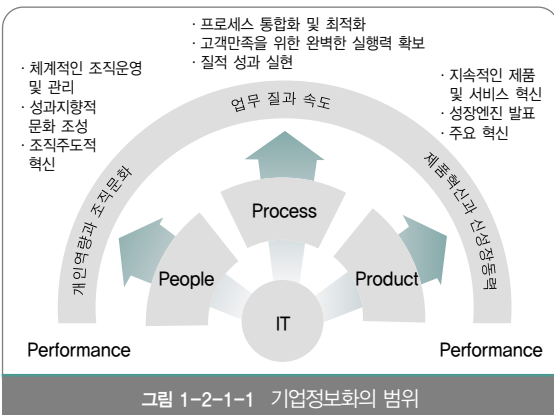 · 프로세스 통합화 및 최적화
· 고객만족을 위한 완벽한 실행력 확보
· 질적 성과 실현
· 체계적인 조직운영
및 관리
· 성과지향적
문화 조성
· 조직주도적
혁신
· 지속적인 제품
및 서비스 혁신
· 성장엔진 발표
· 주요 혁신
업무 질과 속도
개인역량과 조직문화
제품혁신과 신성장동력
Process
People
Product
IT
Performance
Performance
그림 1-2-1-1 기업정보화의 범위